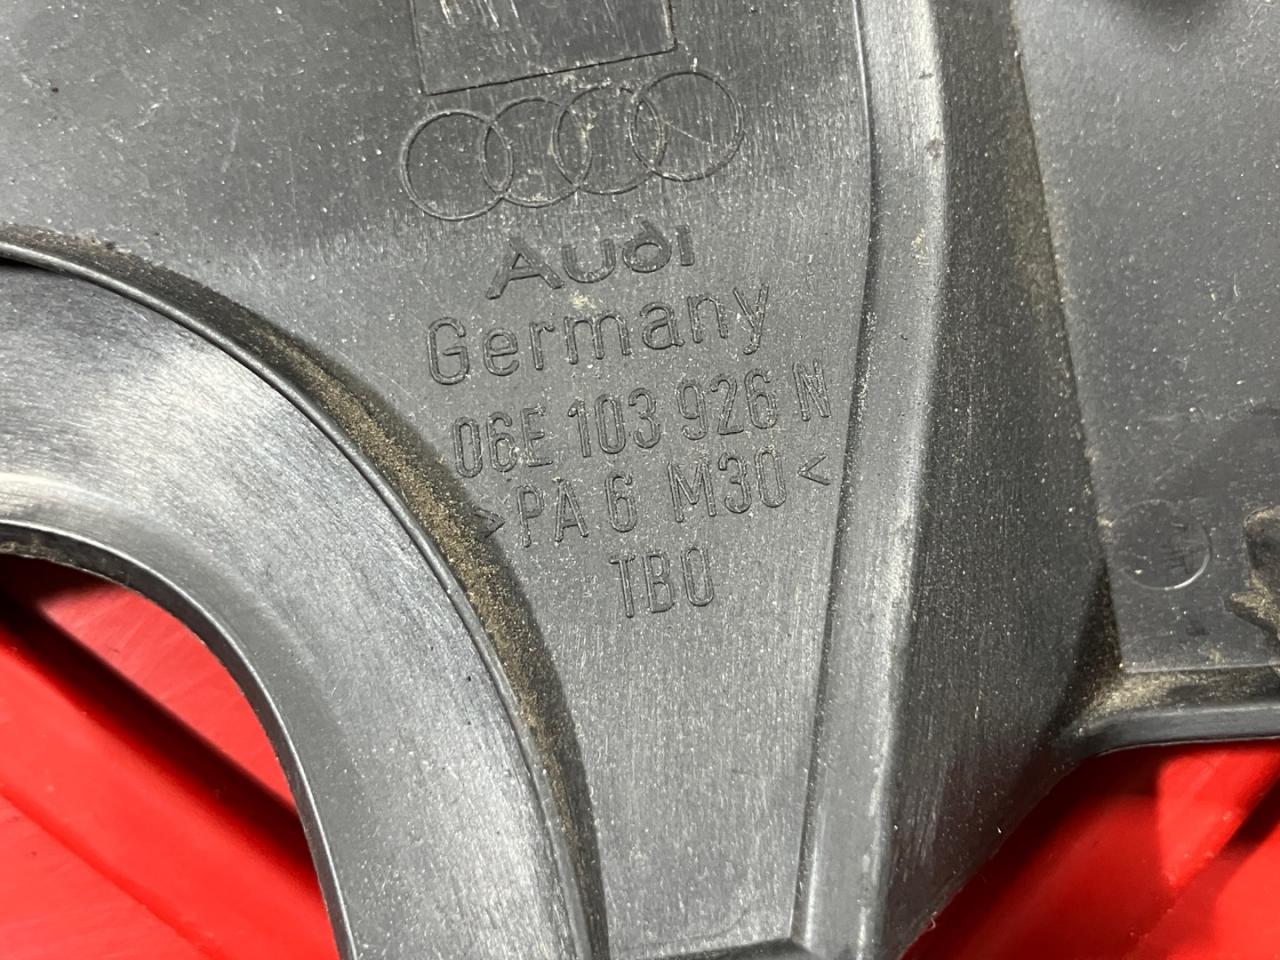 Audi
Germany
06E 103 926 N
>PA 6 M30<
TBO